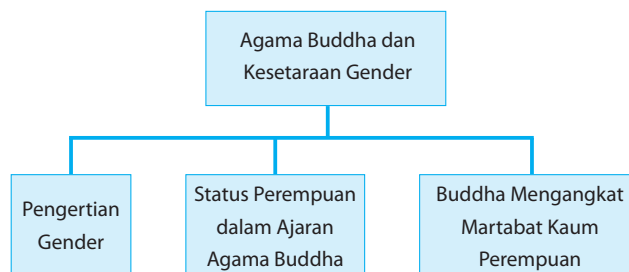 Agama Buddha dan
Kesetaraan Gender
Pengertian
Gender
Status Perempuan
dalam Ajaran
Agama Buddha
Buddha Mengangkat
Martabat Kaum
Perempuan